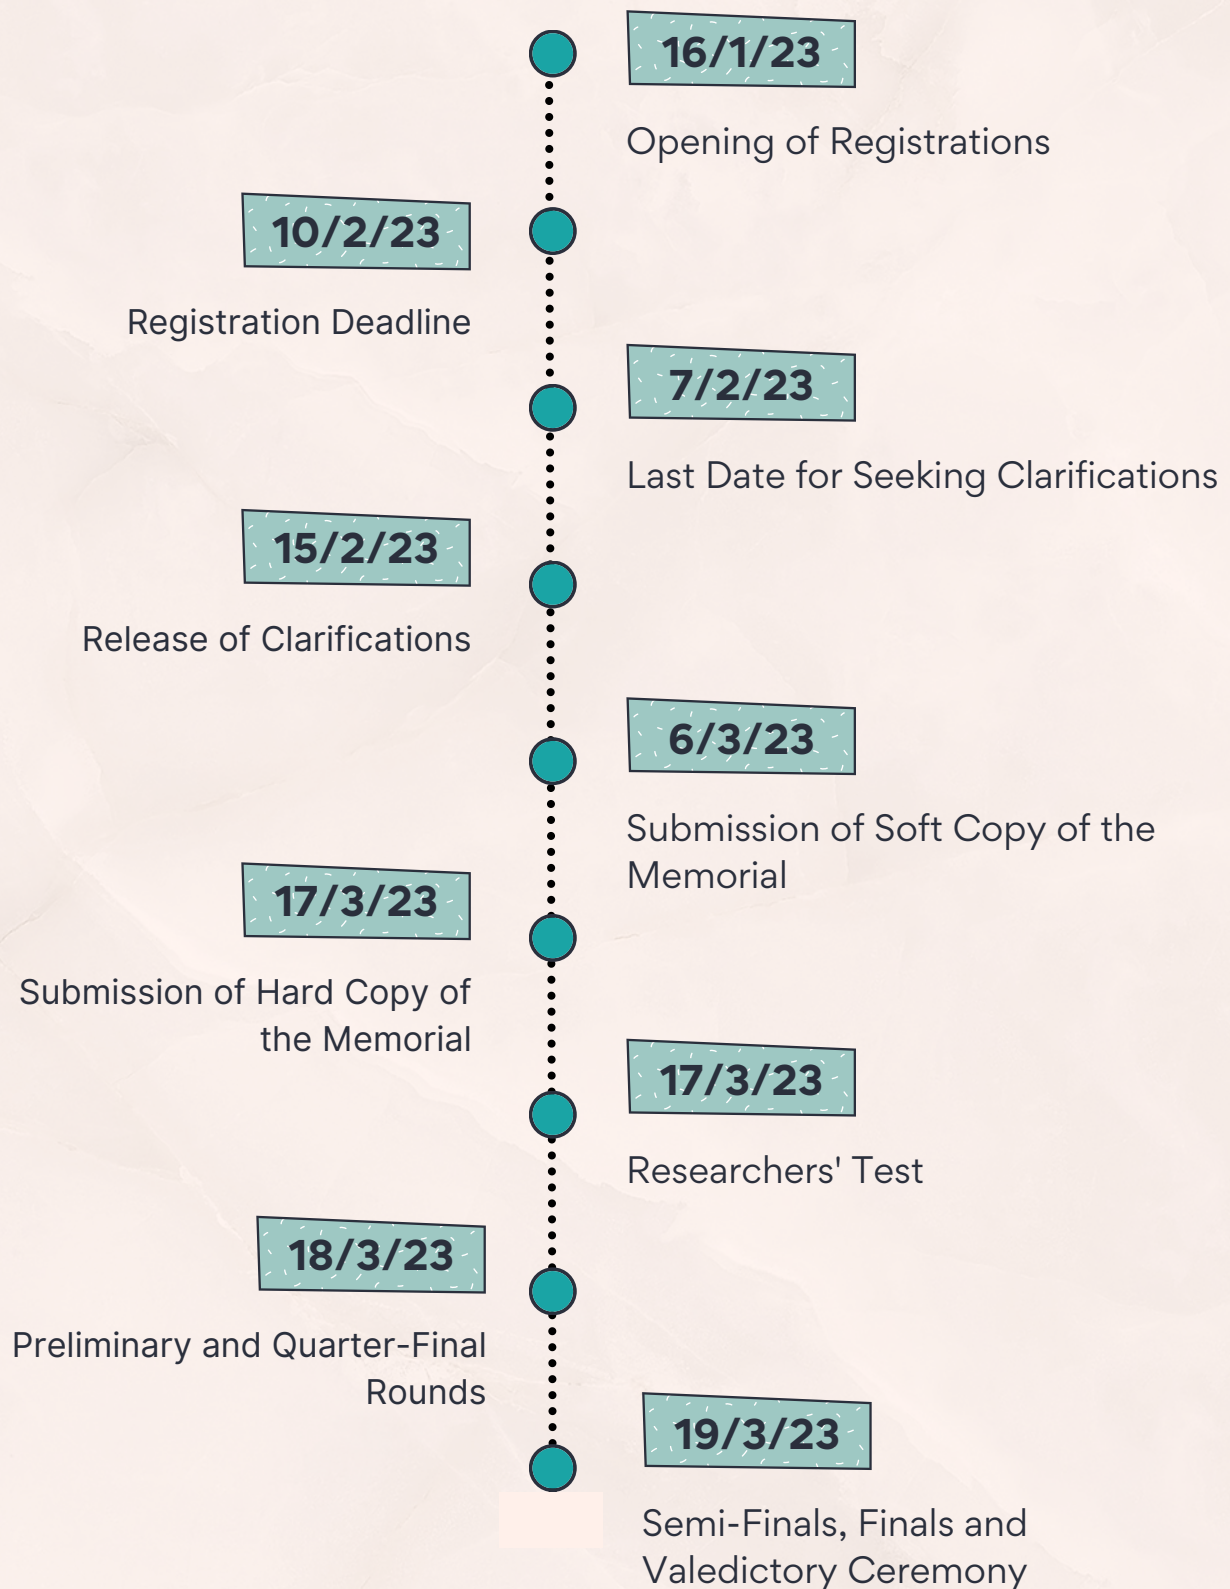 16/1/23
Opening of Registrations
10/2/23
Registration Deadline
7/2/23
Last Date for Seeking Clarifications
15/2/23
Release of Clarifications
6/3/23
Submission of Soft Copy of the
Memorial
17/3/23
Submission of Hard Copy of
the Memorial
17/3/23
Researchers' Test
18/3/23
Preliminary and Quarter-Final
Rounds
19/3/23
Semi-Finals, Finals and
Valedictory Ceremony